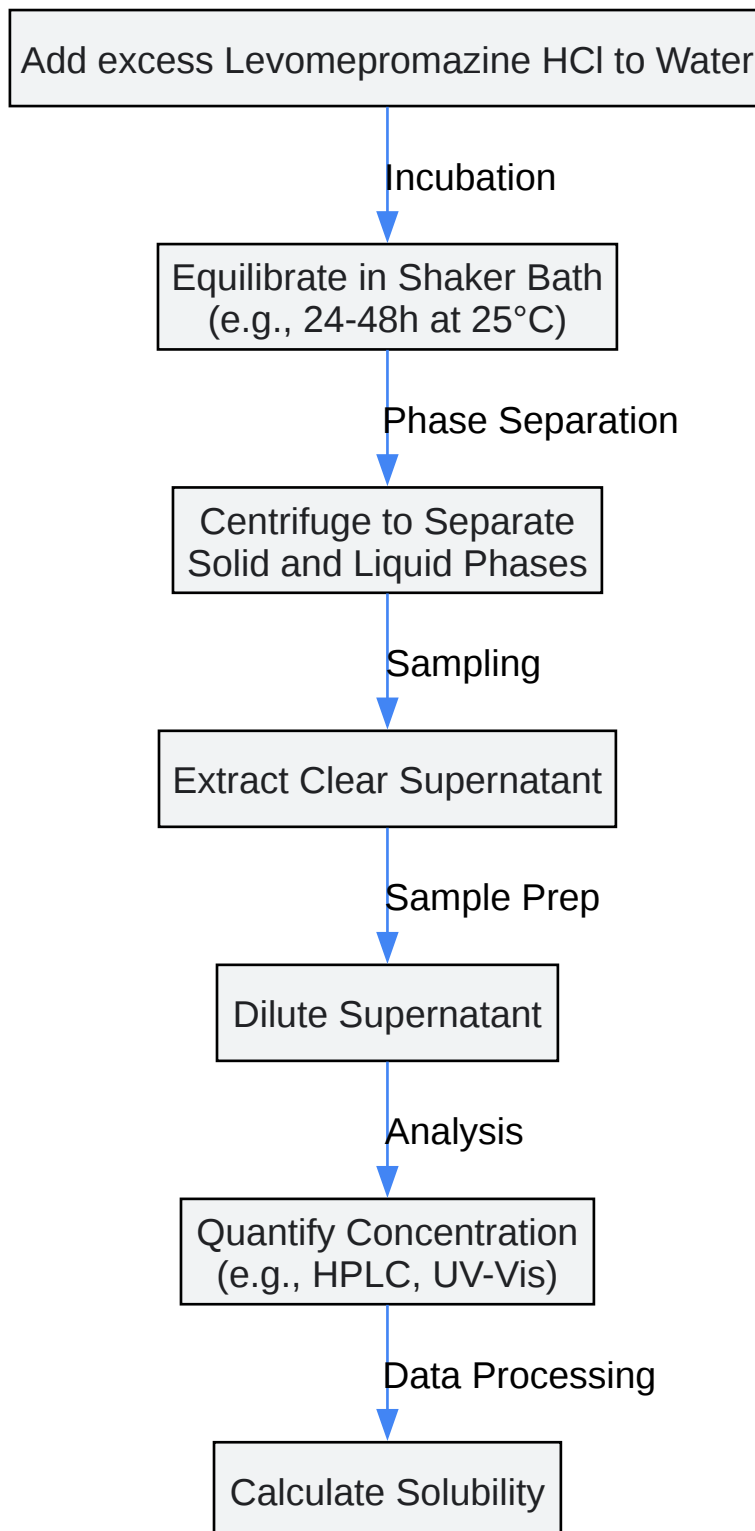 Add excess Levomepromazine HCl to Water
Incubation
Equilibrate in Shaker Bath
(e.g., 24-48h at 25°C)
Phase Separation
Centrifuge to Separate
Solid and Liquid Phases
Sampling
Extract Clear Supernatant
Sample Prep
Dilute Supernatant
Analysis
Quantify Concentration
(e.g., HPLC, UV-Vis)
Data Processing
Calculate Solubility